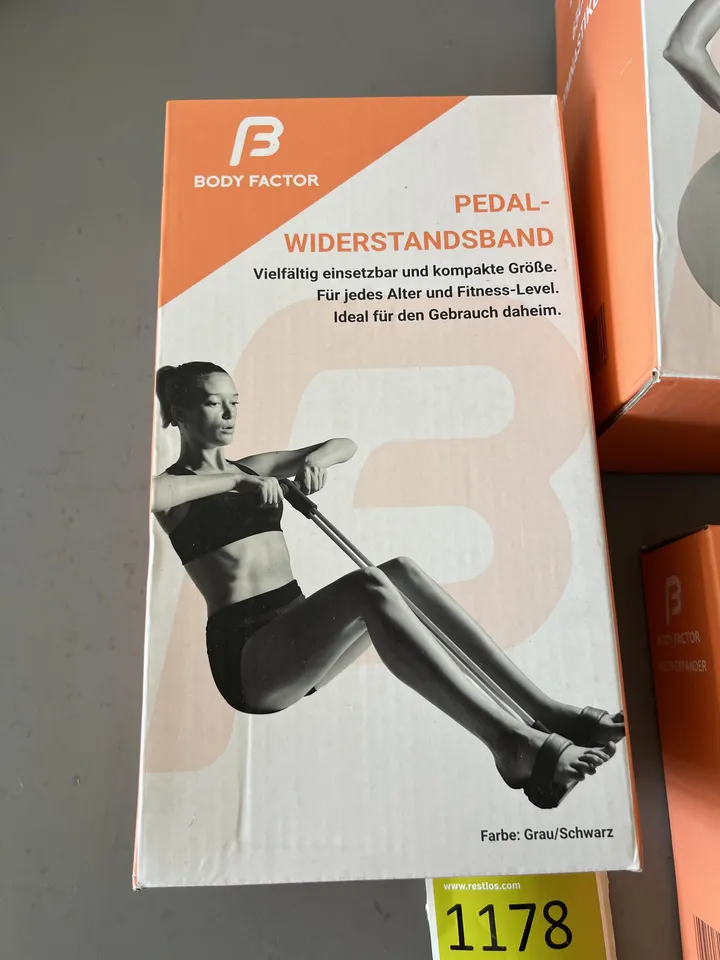 BODY FACTOR
PEDAL-
WIDERSTANDSBAND
Vielfältig einsetzbar und kompakte Größe.
Für jedes Alter und Fitness-Level.
Ideal für den Gebrauch daheim.
Farbe: Grau/Schwarz
www.restlos.com
1178
BODY FACTOR